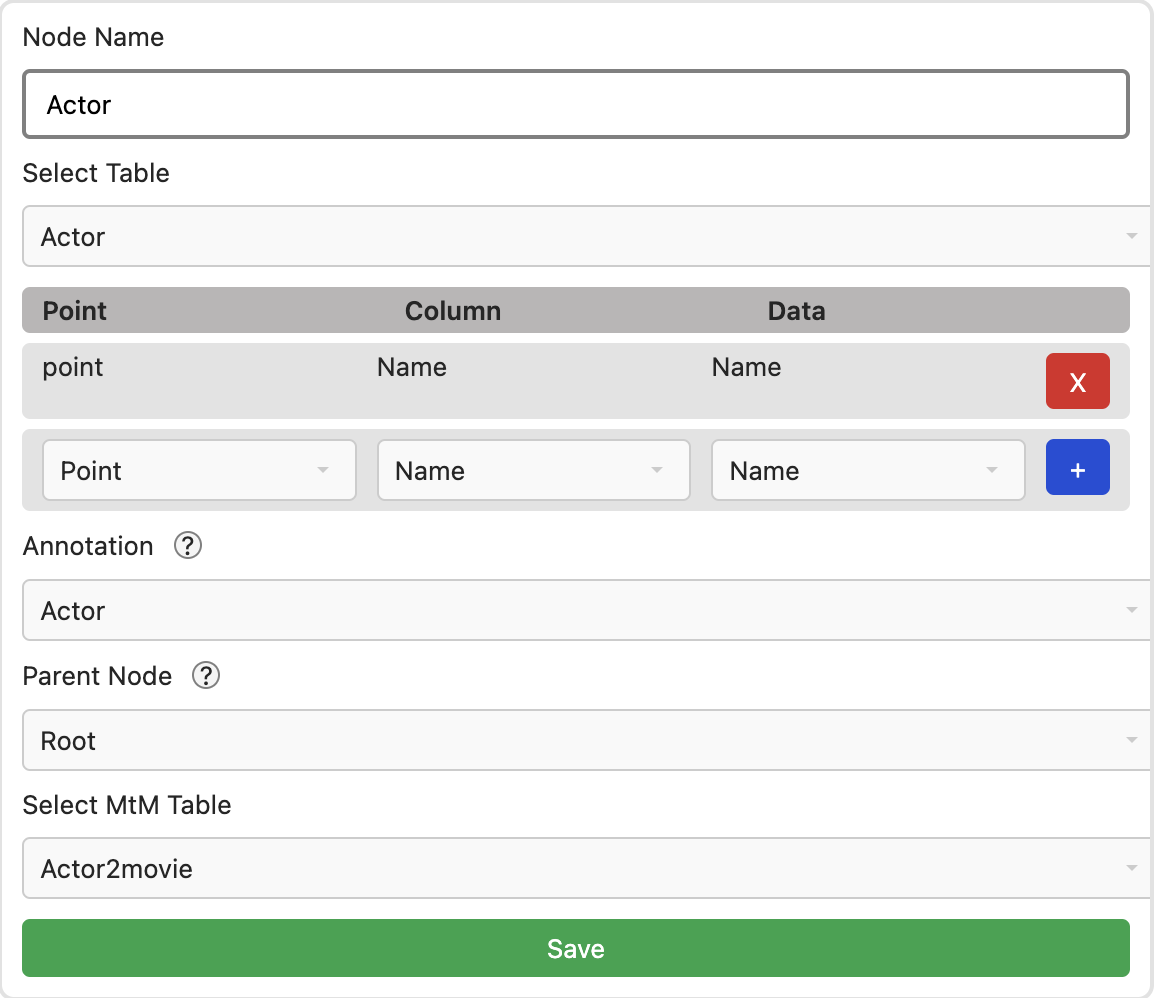 Node Name
Actor
Select Table
Actor
Point Column Data
point Name Name X
Point Name Name +
Annotation ?
Actor
Parent Node ?
Root
Select MtM Table
Actor2movie
Save